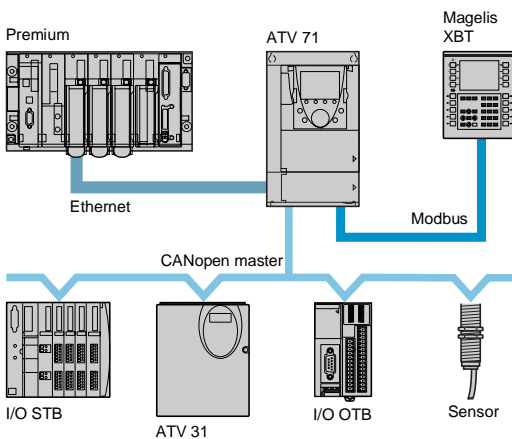 Premium
ATV 71
Magelis
XBT
Ethernet
Modbus
CANopen master
I/O STB
ATV 31
I/O OTB
Sensor